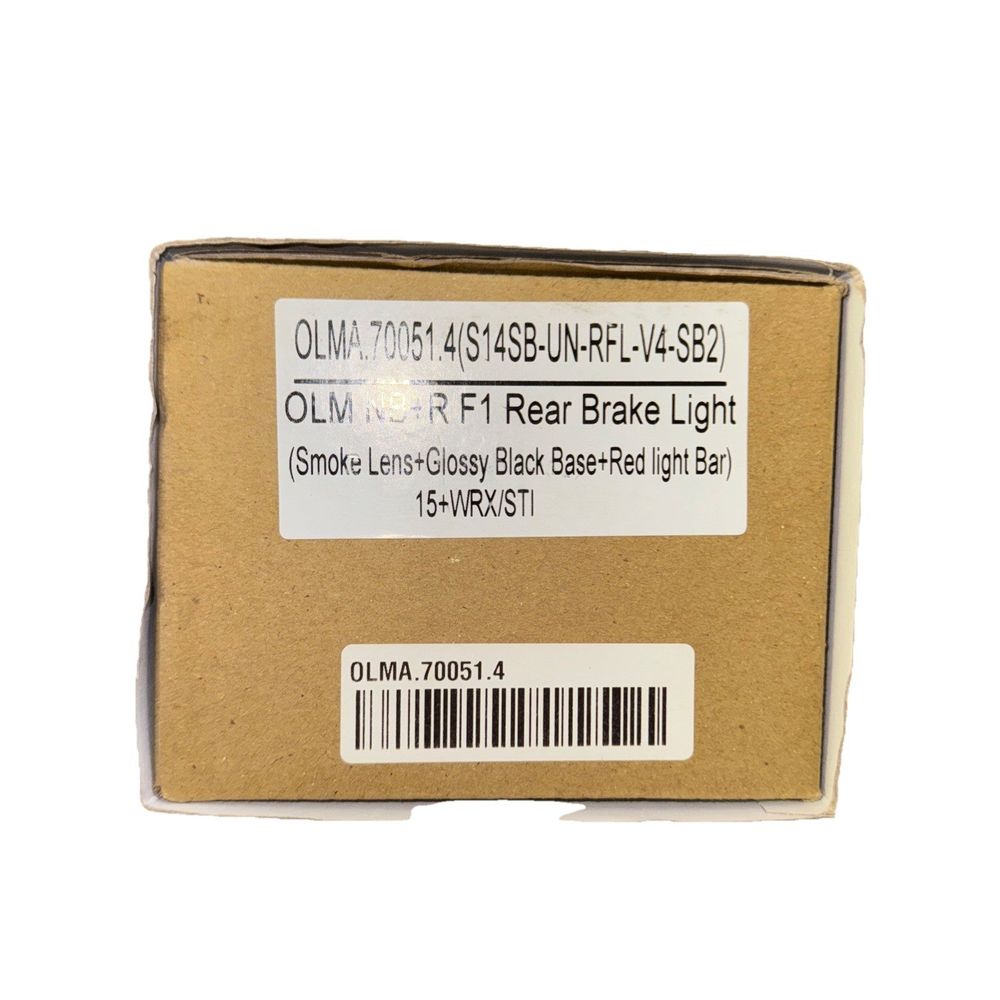 OLMA.70051.4(S14SB-UN-RFL-V4-SB2)
OLM NB+R F1 Rear Brake Light
(Smoke Lens+Glossy Black Base+Red light Bar)
15+WRX/STI
OLMA.70051.4